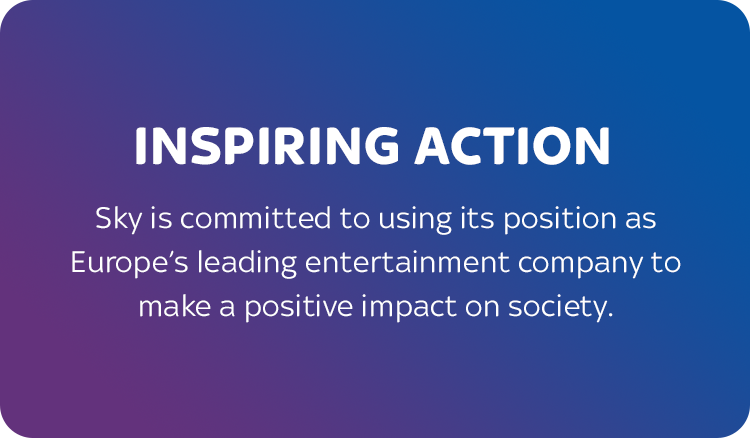 INSPIRING ACTION
Sky is committed to using its position as
Europe’s leading entertainment company to
make a positive impact on society.